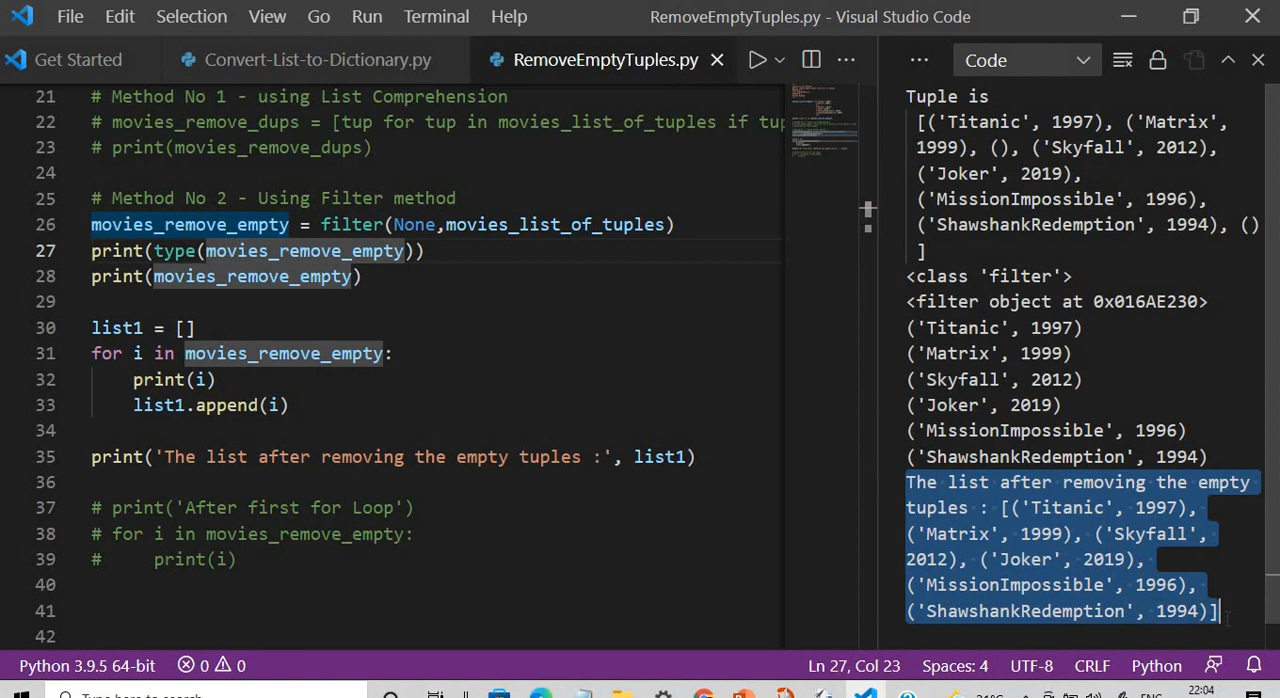 File Edit Selection View Go Run Terminal Help RemoveEmptyTuples.py - Visual Studio Code
Get Started Convert-List-to-Dictionary.py RemoveEmptyTuples.py Code
21 # Method No 1 - using List Comprehension
22 # movies_remove_dups = [tup for tup in movies_list_of_tuples if tup
23 # print(movies_remove_dups)
24
25 # Method No 2 - Using Filter method
26 movies_remove_empty = filter(None,movies_list_of_tuples)
27 print(type(movies_remove_empty))
28 print(movies_remove_empty)
29
30 list1 = []
31 for i in movies_remove_empty:
32 print(i)
33 list1.append(i)
34
35 print('The list after removing the empty tuples :', list1)
36
37 # print('After first for Loop')
38 # for i in movies_remove_empty:
39 #     print(i)
40
41
42
Tuple is
[('Titanic', 1997), ('Matrix',
1999), (), ('Skyfall', 2012),
('Joker', 2019),
('MissionImpossible', 1996),
('ShawshankRedemption', 1994), ()
]
<class 'filter'>
<filter object at 0x016AE230>
('Titanic', 1997)
('Matrix', 1999)
('Skyfall', 2012)
('Joker', 2019)
('MissionImpossible', 1996)
('ShawshankRedemption', 1994)
The list after removing the empty
tuples : [('Titanic', 1997),
('Matrix', 1999), ('Skyfall',
2012), ('Joker', 2019),
('MissionImpossible', 1996),
('ShawshankRedemption', 1994)]
Python 3.9.5 64-bit 0 0 Ln 27, Col 23 Spaces: 4 UTF-8 CRLF Python
22:04